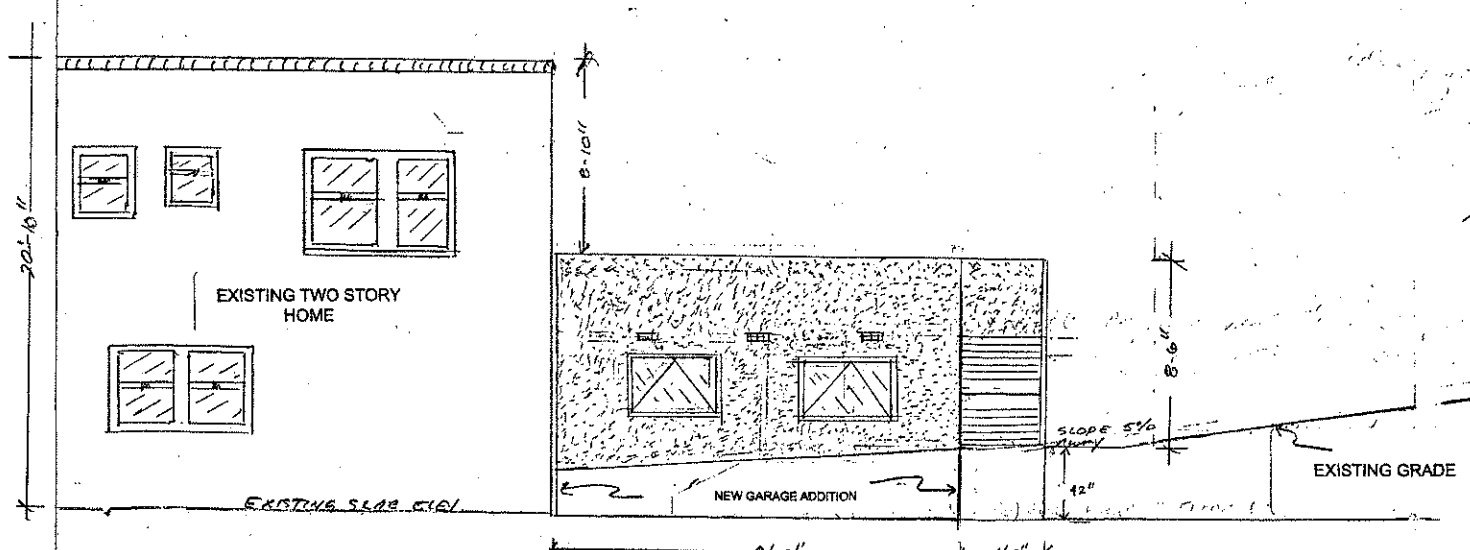 20'-10"
EXISTING TWO STORY
HOME
EXISTING SLAB ELEV.
8'-10"
NEW GARAGE ADDITION
8'-6"
SLOPE 5%
AWAY
42"
EXISTING GRADE